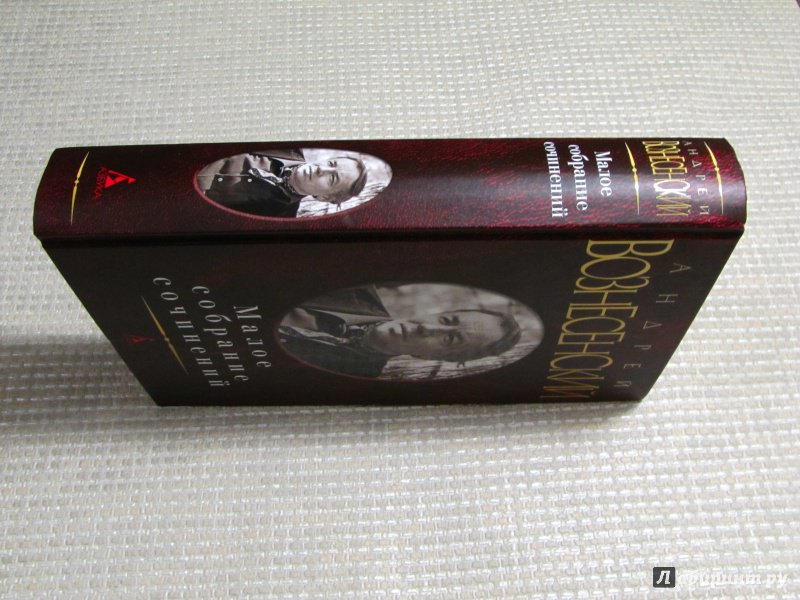 АНДРЕЙ
ВОЗНЕСЕНСКИЙ
Малое
собрание
сочинений
АЗБУКА
АНДРЕЙ
ВОЗНЕСЕНСКИЙ
Малое
собрание
сочинений
Лабиринт.ру